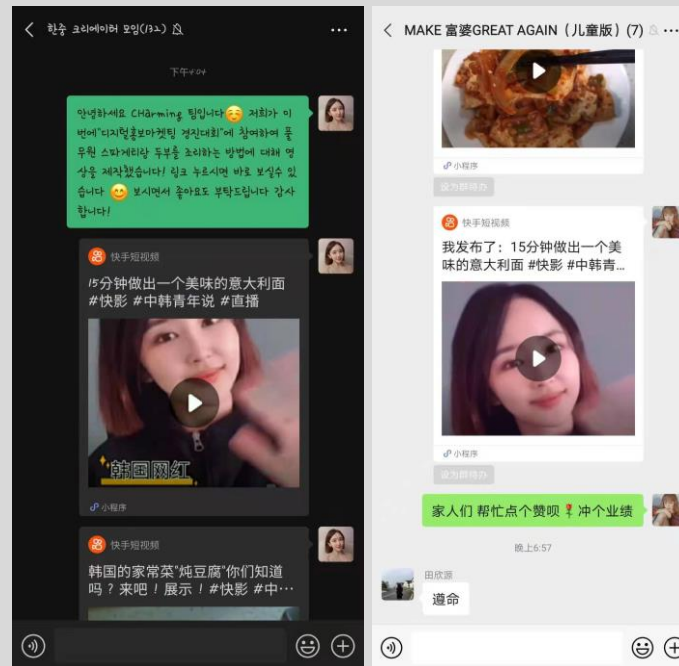 한중 크리에이터 모임(132)
下午4:04
안녕하세요 CHarming 팀입니다☺️ 저희가 이
번에"디지털홍보마켓팅 경진대회"에 참여하여 풀
무원 스파게리랑 두부를 조리하는 방법에 대해 영
상을 제작했습니다! 링크 누르시면 바로 보실수 있
습니다 😊 보시면서 좋아요도 부탁드립니다 감사
합니다!
快手短视频
15分钟做出一个美味的意大利面
#快影 #中韩青年说 #直播
韩国网红
小程序
快手短视频
韩国的家常菜"炖豆腐"你们知道
吗？来吧！展示！#快影 #中…
MAKE 富婆GREAT AGAIN（儿童版）(7)
小程序
设为群待办
快手短视频
我发布了：15分钟做出一个美
味的意大利面 #快影 #中韩青...
小程序
设为群待办
家人们 帮忙点个赞呗🌹冲个业绩
晚上6:57
田欣源
遵命